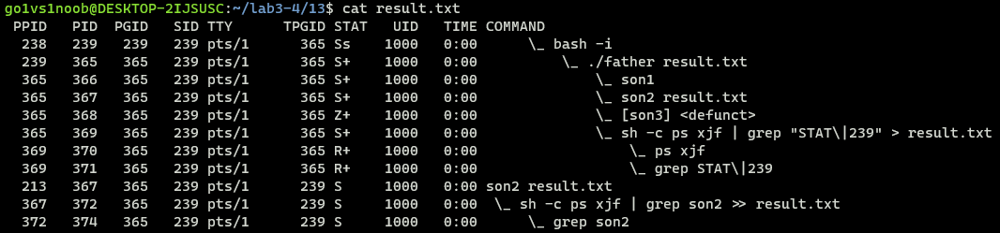 go1vs1noob@DESKTOP-2IJSUSC:~/lab3-4/13$ cat result.txt
 PPID   PID  PGID   SID TTY      TPGID STAT   UID   TIME COMMAND
  238   239   239   239 pts/1      365 Ss    1000   0:00      \_ bash -i
  239   365   365   239 pts/1      365 S+    1000   0:00          \_ ./father result.txt
  365   366   365   239 pts/1      365 S+    1000   0:00              \_ son1
  365   367   365   239 pts/1      365 S+    1000   0:00              \_ son2 result.txt
  365   368   365   239 pts/1      365 Z+    1000   0:00              \_ [son3] <defunct>
  365   369   365   239 pts/1      365 S+    1000   0:00              \_ sh -c ps xjf | grep "STAT\|239" > result.txt
  369   370   365   239 pts/1      365 R+    1000   0:00                  \_ ps xjf
  369   371   365   239 pts/1      365 R+    1000   0:00                  \_ grep STAT\|239
  213   367   365   239 pts/1      239 S     1000   0:00 son2 result.txt
  367   372   365   239 pts/1      239 S     1000   0:00  \_ sh -c ps xjf | grep son2 >> result.txt
  372   374   365   239 pts/1      239 S     1000   0:00      \_ grep son2